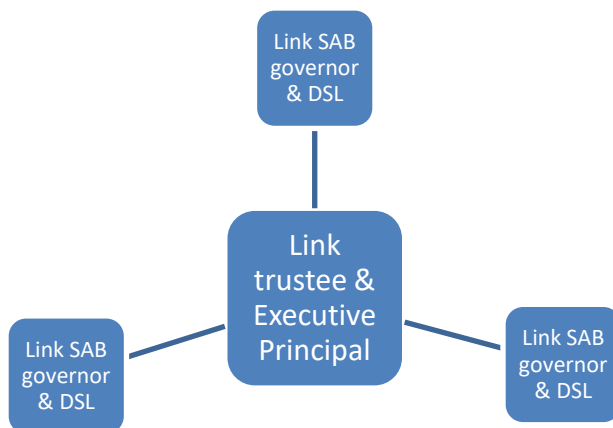 Link SAB
governor
& DSL
Link
trustee &
Executive
Principal
Link SAB
governor
& DSL
Link SAB
governor
& DSL